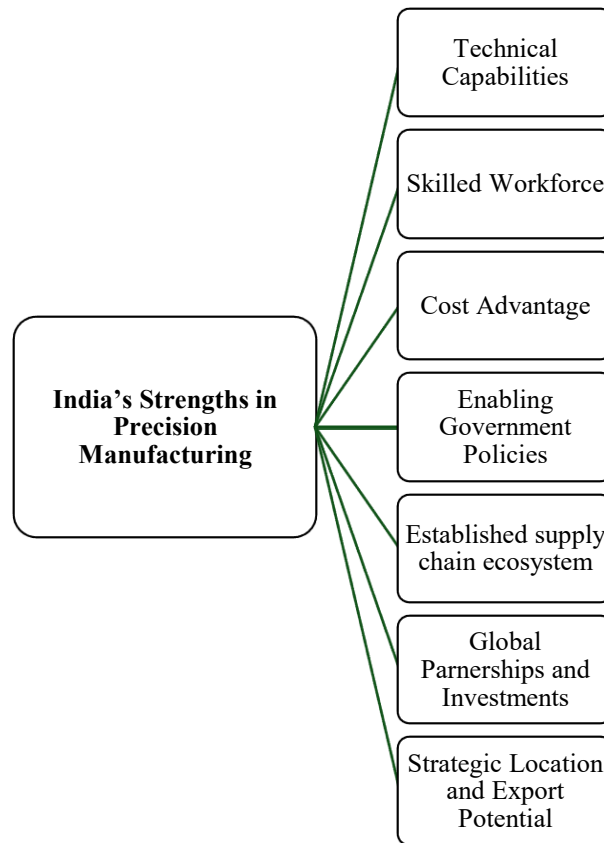 India’s Strengths in
Precision
Manufacturing
Technical
Capabilities
Skilled Workforce
Cost Advantage
Enabling
Government
Policies
Established supply
chain ecosystem
Global
Parnerships and
Investments
Strategic Location
and Export
Potential